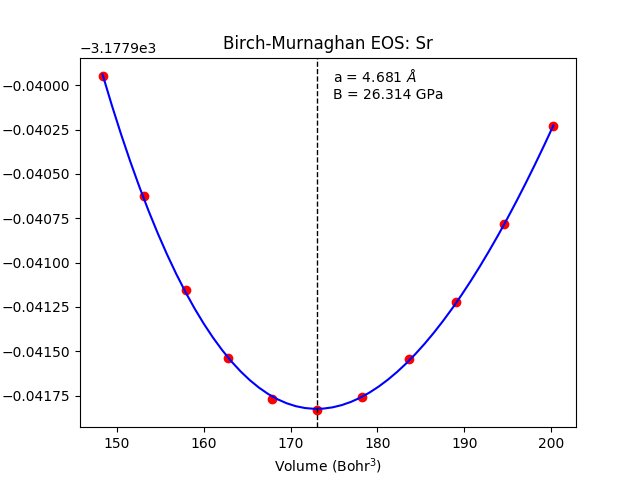 Birch-Murnaghan EOS: Sr
−3.1779e3
a = 4.681 Å
B = 26.314 GPa
−0.04000
−0.04025
−0.04050
−0.04075
−0.04100
−0.04125
−0.04150
−0.04175
150 160 170 180 190 200
Volume (Bohr³)